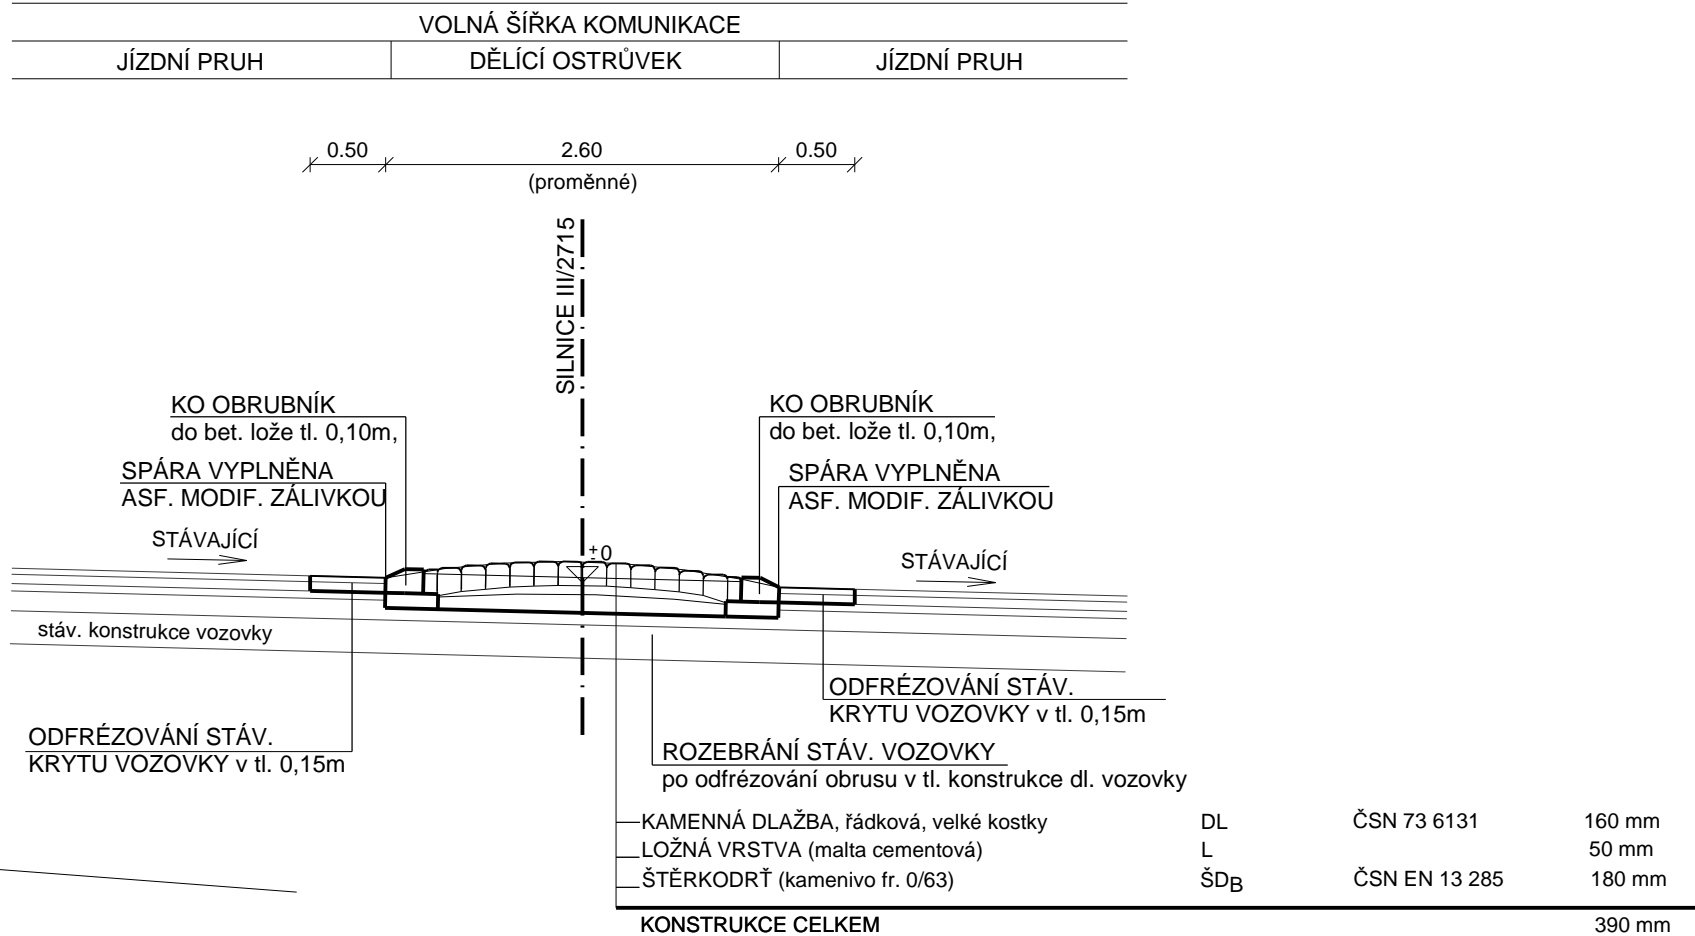 VOLNÁ ŠÍŘKA KOMUNIKACE
JÍZDNÍ PRUH DĚLÍCÍ OSTRŮVEK JÍZDNÍ PRUH
0.50 2.60 0.50
(proměnné)
SILNICE III/2715
KO OBRUBNÍK
do bet. lože tl. 0,10m,
SPÁRA VYPLNĚNA
ASF. MODIF. ZÁLIVKOU
STÁVAJÍCÍ
KO OBRUBNÍK
do bet. lože tl. 0,10m,
SPÁRA VYPLNĚNA
ASF. MODIF. ZÁLIVKOU
STÁVAJÍCÍ
±0
stáv. konstrukce vozovky
ODFRÉZOVÁNÍ STÁV.
KRYTU VOZOVKY v tl. 0,15m
ODFRÉZOVÁNÍ STÁV.
KRYTU VOZOVKY v tl. 0,15m
ROZEBRÁNÍ STÁV. VOZOVKY
po odfrézování obrusu v tl. konstrukce dl. vozovky
KAMENNÁ DLAŽBA, řádková, velké kostky DL ČSN 73 6131 160 mm
LOŽNÁ VRSTVA (malta cementová) L 50 mm
ŠTĚRKODRŤ (kamenivo fr. 0/63) ŠDB ČSN EN 13 285 180 mm
KONSTRUKCE CELKEM 390 mm